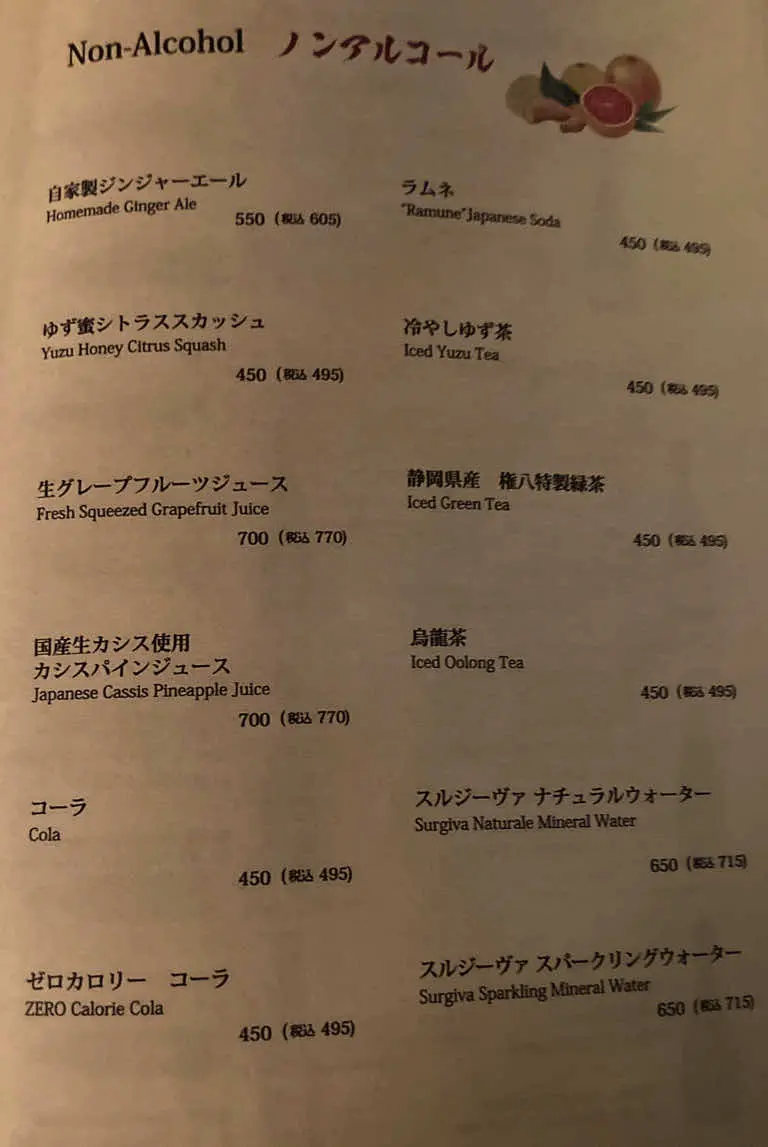 Non-Alcohol ノンアルコール
自家製ジンジャーエール
Homemade Ginger Ale
550 (税込 605)
ゆず蜜シトラススカッシュ
Yuzu Honey Citrus Squash
450 (税込 495)
生グレープフルーツジュース
Fresh Squeezed Grapefruit Juice
700 (税込 770)
国産生カシス使用
カシスパインジュース
Japanese Cassis Pineapple Juice
700 (税込 770)
コーラ
Cola
450 (税込 495)
ゼロカロリー コーラ
ZERO Calorie Cola
450 (税込 495)
ラムネ
"Ramune"Japanese Soda
450 (税込 495)
冷やしゆず茶
Iced Yuzu Tea
450 (税込 495)
静岡県産 権八特製緑茶
Iced Green Tea
450 (税込 495)
烏龍茶
Iced Oolong Tea
450 (税込 495)
スルジーヴァ ナチュラルウォーター
Surgiva Naturale Mineral Water
650 (税込 715)
スルジーヴァ スパークリングウォーター
Surgiva Sparkling Mineral Water
650 (税込 715)